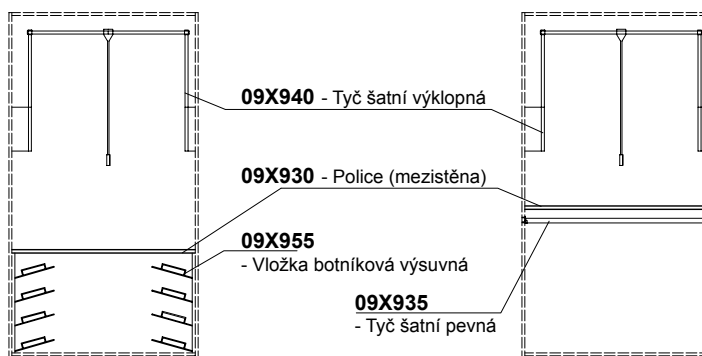 09X940 - Tyč šatní výklopná
09X930 - Police (mezistěna)
09X955
- Vložka botníková výsuvná
09X935
- Tyč šatní pevná